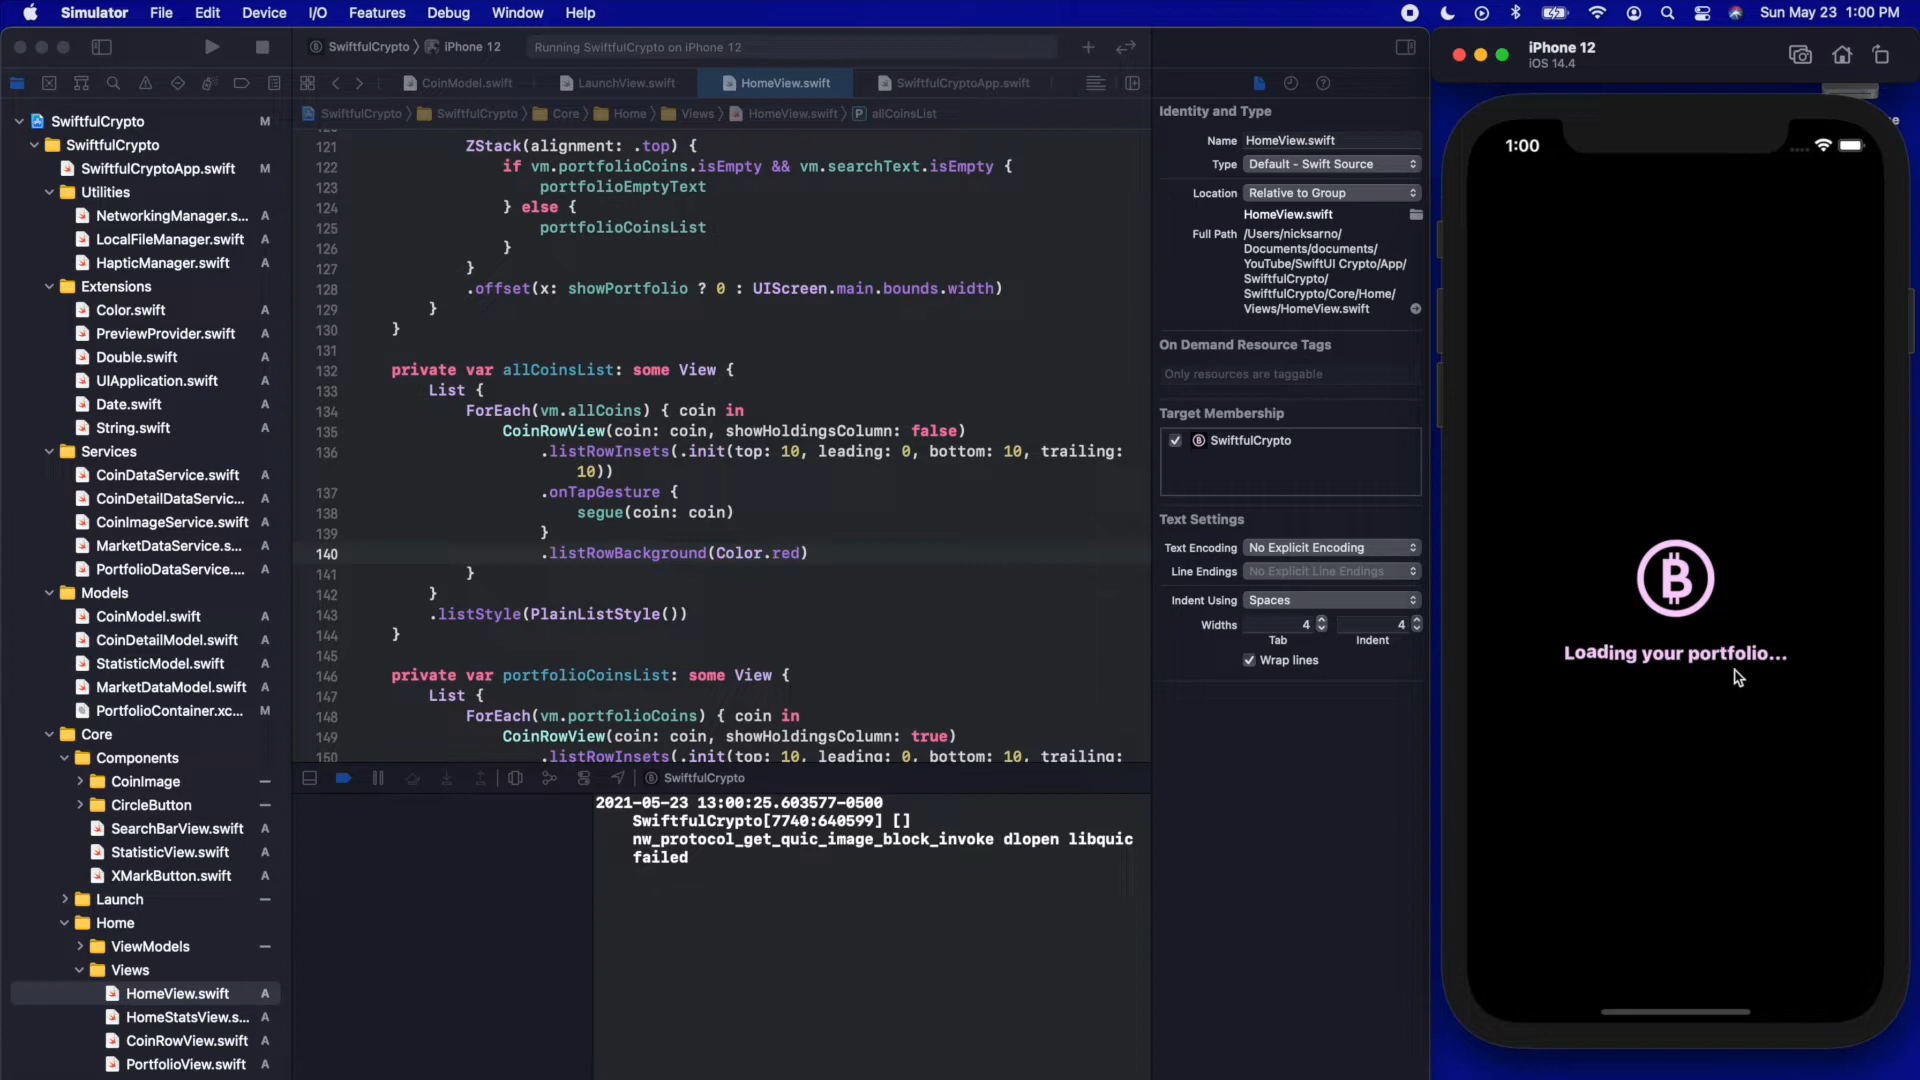 Simulator File Edit Device I/O Features Debug Window Help
Sun May 23 1:00 PM
SwiftfulCrypto iPhone 12
Running SwiftfulCrypto on iPhone 12
CoinModel.swift
LaunchView.swift
HomeView.swift
SwiftfulCryptoApp.swift
SwiftfulCrypto SwiftfulCrypto Core Home Views HomeView.swift P allCoinsList
SwiftfulCrypto M
SwiftfulCrypto
SwiftfulCryptoApp.swift M
Utilities
NetworkingManager.s... A
LocalFileManager.swift A
HapticManager.swift A
Extensions
Color.swift A
PreviewProvider.swift A
Double.swift A
UIApplication.swift A
Date.swift A
String.swift A
Services
CoinDataService.swift A
CoinDetailDataServic... A
CoinImageService.swift A
MarketDataService.s... A
PortfolioDataService.... A
Models
CoinModel.swift A
CoinDetailModel.swift A
StatisticModel.swift A
MarketDataModel.swift A
PortfolioContainer.xc... M
Core
Components
CoinImage
CircleButton
SearchBarView.swift A
StatisticView.swift A
XMarkButton.swift A
Launch
Home
ViewModels
Views
HomeView.swift A
HomeStatsView.s... A
CoinRowView.swift A
PortfolioView.swift A
121 ZStack(alignment: .top) {
122 if vm.portfolioCoins.isEmpty && vm.searchText.isEmpty {
123 portfolioEmptyText
124 } else {
125 portfolioCoinsList
126 }
127 }
128 .offset(x: showPortfolio ? 0 : UIScreen.main.bounds.width)
129 }
130 }
131
132 private var allCoinsList: some View {
133 List {
134 ForEach(vm.allCoins) { coin in
135 CoinRowView(coin: coin, showHoldingsColumn: false)
136 .listRowInsets(.init(top: 10, leading: 0, bottom: 10, trailing:
10))
137 .onTapGesture {
138 segue(coin: coin)
139 }
140 .listRowBackground(Color.red)
141 }
142 }
143 .listStyle(PlainListStyle())
144 }
145
146 private var portfolioCoinsList: some View {
147 List {
148 ForEach(vm.portfolioCoins) { coin in
149 CoinRowView(coin: coin, showHoldingsColumn: true)
150 .listRowInsets(.init(top: 10, leading: 0, bottom: 10, trailing:
SwiftfulCrypto
2021-05-23 13:00:25.603577-0500
SwiftfulCrypto[7740:640599] []
nw_protocol_get_quic_image_block_invoke dlopen libquic
failed
Identity and Type
Name HomeView.swift
Type Default - Swift Source
Location Relative to Group
HomeView.swift
Full Path /Users/nicksarno/
Documents/documents/
YouTube/SwiftUI Crypto/App/
SwiftfulCrypto/
SwiftfulCrypto/Core/Home/
Views/HomeView.swift
On Demand Resource Tags
Only resources are taggable
Target Membership
SwiftfulCrypto
Text Settings
Text Encoding No Explicit Encoding
Line Endings No Explicit Line Endings
Indent Using Spaces
Widths 4 4
Tab Indent
Wrap lines
iPhone 12
iOS 14.4
1:00
Loading your portfolio...